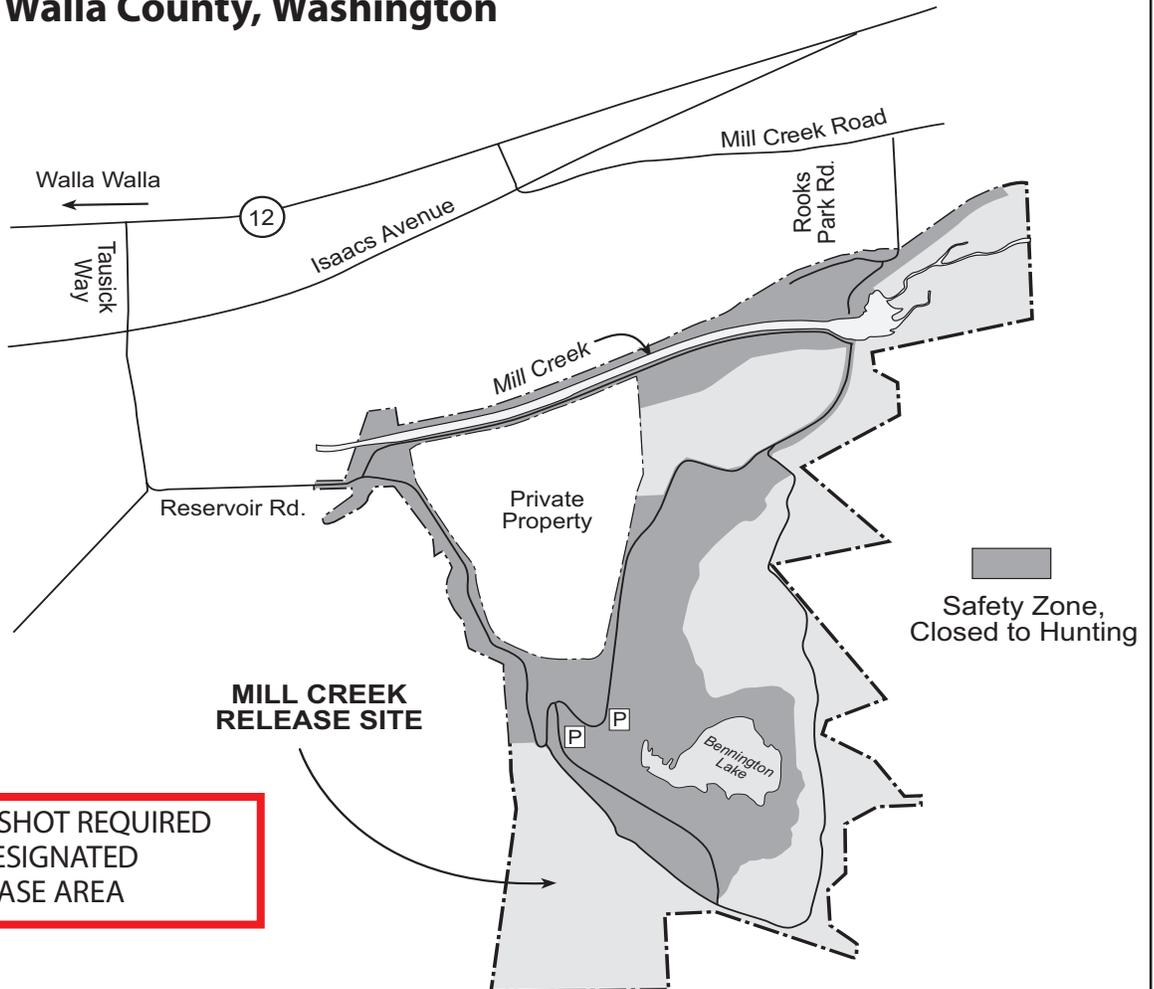 Walla County, Washington
Mill Creek Road
Walla Walla
12
Rooks
Park Rd.
Isaacs Avenue
Tausick
Way
Mill Creek
Private
Property
Reservoir Rd.
Safety Zone,
Closed to Hunting
MILL CREEK
RELEASE SITE
P
P
Bennington
Lake
SHOT REQUIRED
ESIGNATED
ASE AREA